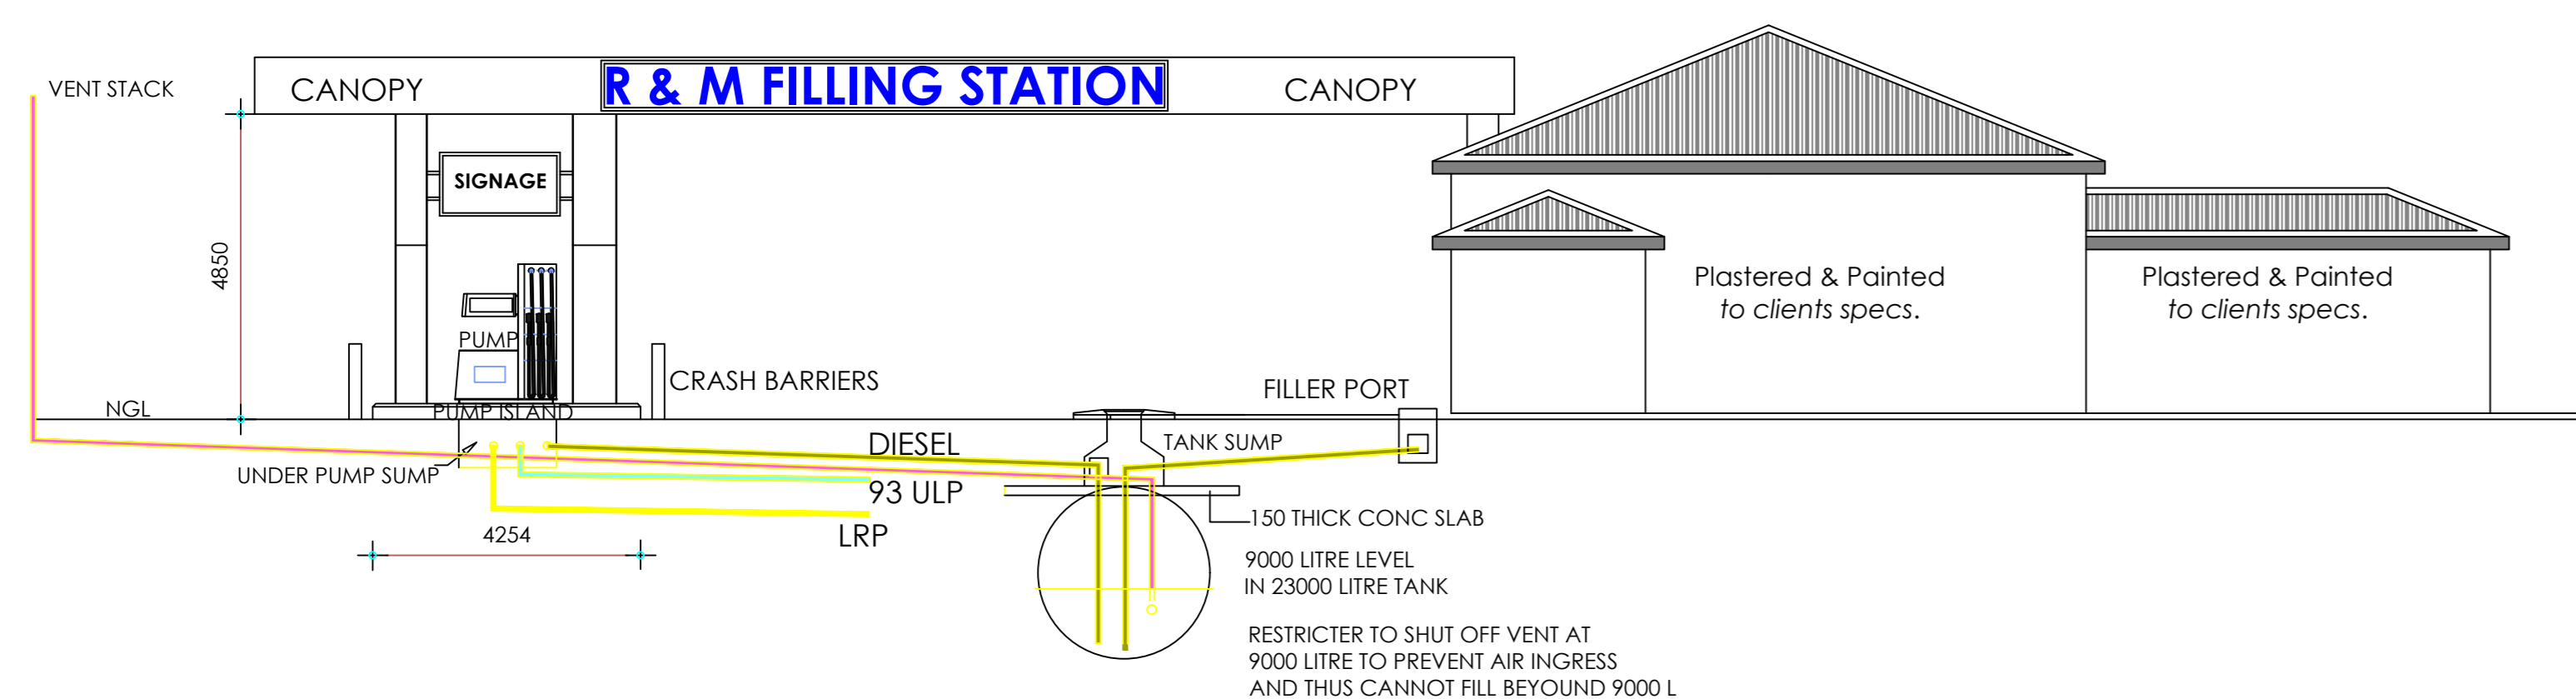 VENT STACK
CANOPY
R & M FILLING STATION
CANOPY
SIGNAGE
4850
PUMP
CRASH BARRIERS
FILLER PORT
Plastered & Painted
to clients specs.
Plastered & Painted
to clients specs.
NGL
PUMP ISLAND
DIESEL
TANK SUMP
UNDER PUMP SUMP
93 ULP
LRP
4254
150 THICK CONC SLAB
9000 LITRE LEVEL
IN 23000 LITRE TANK
RESTRICTER TO SHUT OFF VENT AT
9000 LITRE TO PREVENT AIR INGRESS
AND THUS CANNOT FILL BEYOUND 9000 L